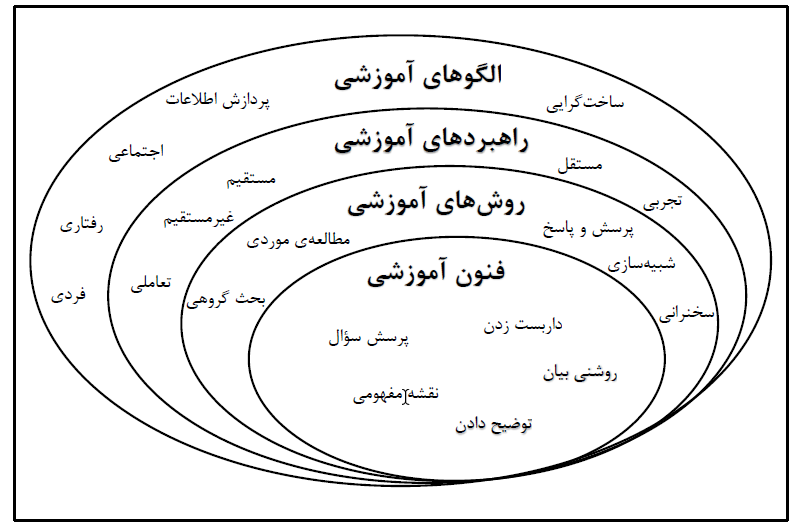 الگوهای آموزشی
ساخت‌گرایی
پردازش اطلاعات
اجتماعی
رفتاری
فردی
راهبردهای آموزشی
مستقل
تجربی
مستقیم
غیرمستقیم
تعاملی
روش‌های آموزشی
پرسش و پاسخ
شبیه‌سازی
سخنرانی
مطالعه‌ی موردی
بحث گروهی
فنون آموزشی
داربست زدن
پرسش سؤال
روشنی بیان
نقشه مفهومی
توضیح دادن